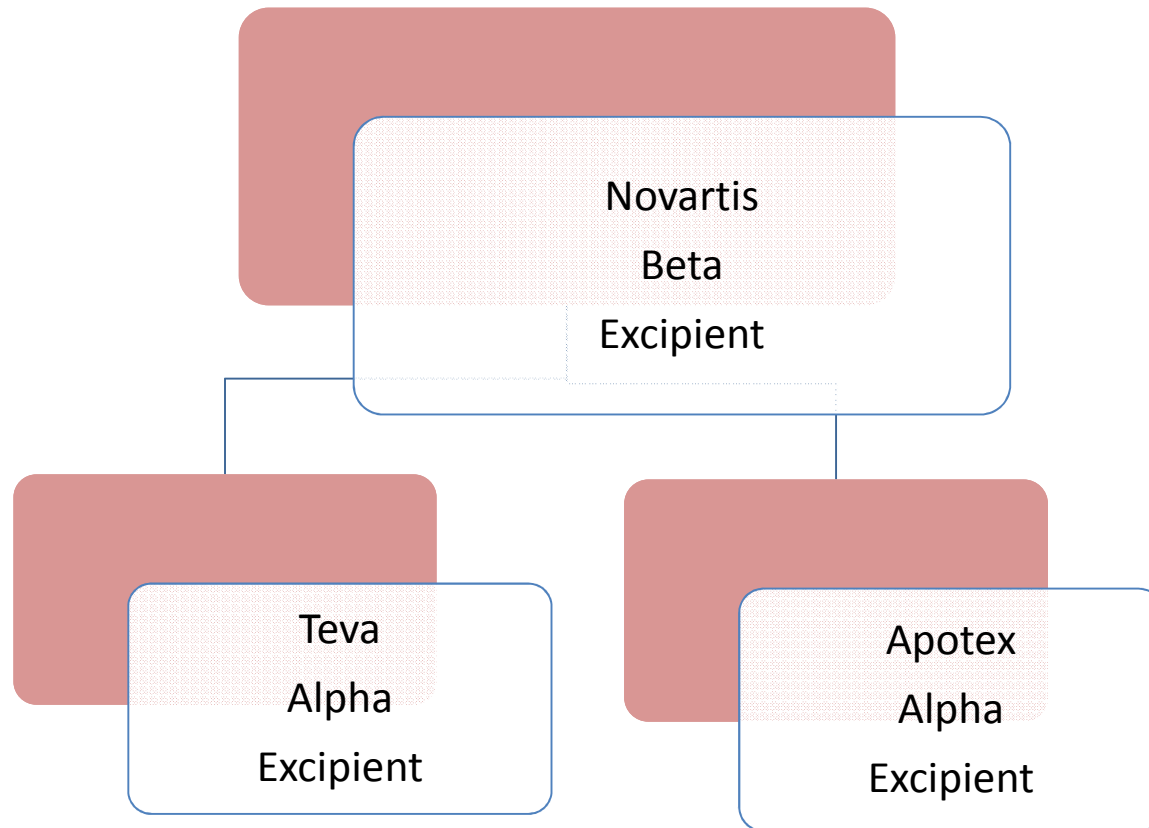 Novartis
Beta
Excipient
Teva
Alpha
Excipient
Apotex
Alpha
Excipient